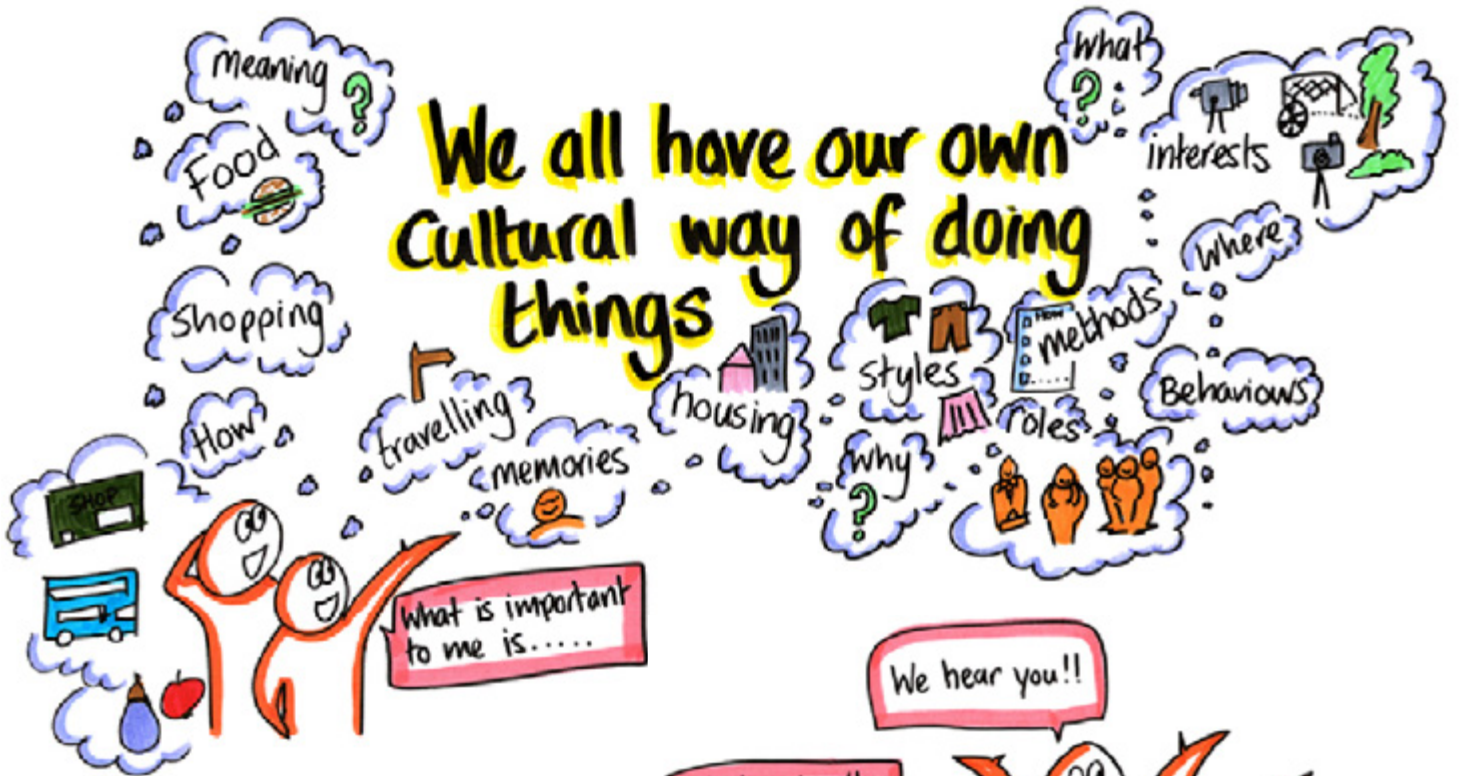 meaning
?
Food
shopping
How
SHOP
We all have our own
Cultural way of doing
things
travelling
memories
housing
styles
why
?
What
?
interests
Where
How
methods
roles
Behaviours
What is important
to me is.....
We hear you!!